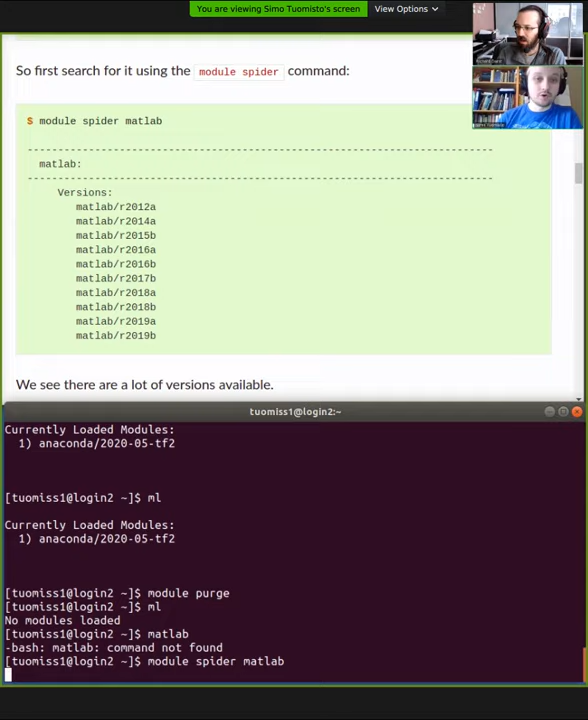 You are viewing Simo Tuomisto's screen
View Options
So first search for it using the module spider command:
$ module spider matlab
----------------------------------------------------------------------------
matlab:
----------------------------------------------------------------------------
Versions:
matlab/r2012a
matlab/r2014a
matlab/r2015b
matlab/r2016a
matlab/r2016b
matlab/r2017b
matlab/r2018a
matlab/r2018b
matlab/r2019a
matlab/r2019b
We see there are a lot of versions available.
tuomiss1@login2:~
Currently Loaded Modules:
1) anaconda/2020-05-tf2
[tuomiss1@login2 ~]$ ml
Currently Loaded Modules:
1) anaconda/2020-05-tf2
[tuomiss1@login2 ~]$ module purge
[tuomiss1@login2 ~]$ ml
No modules loaded
[tuomiss1@login2 ~]$ matlab
-bash: matlab: command not found
[tuomiss1@login2 ~]$ module spider matlab